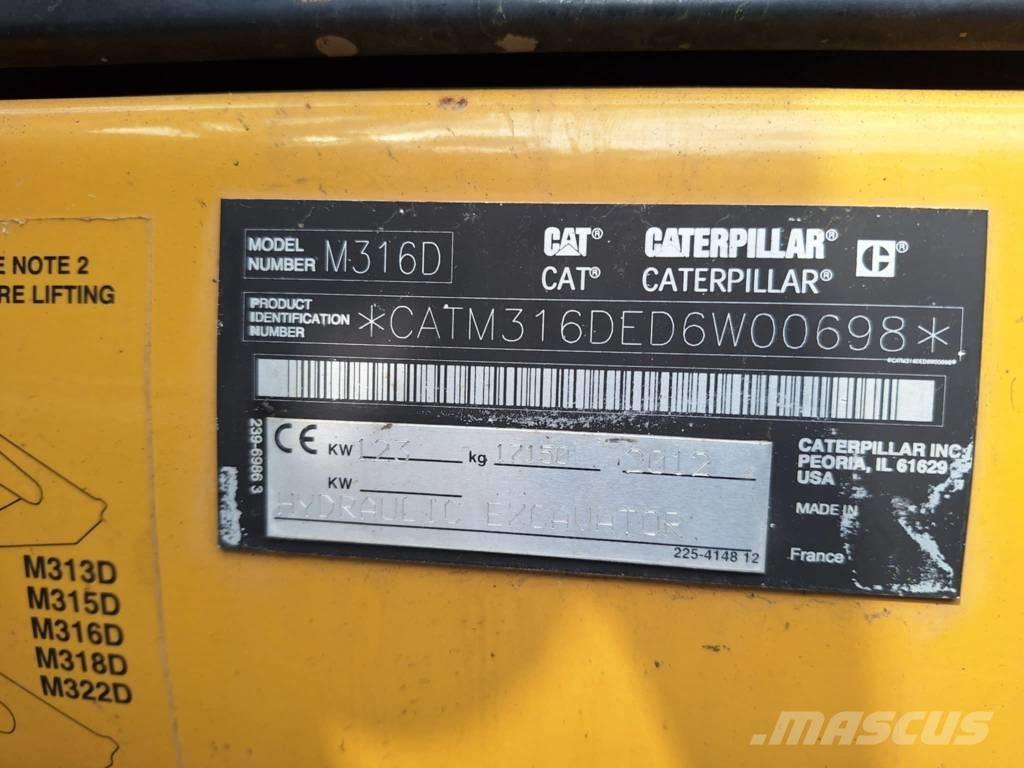 E NOTE 2
RE LIFTING
M313D
M315D
M316D
M318D
M322D
MODEL NUMBER M316D
CAT® CATERPILLAR® C®
CAT® CATERPILLAR®
PRODUCT IDENTIFICATION NUMBER *CATM316DED6W00698*
239-6986 3
CE KW 123 kg 17150 2012
KW
HYDRAULIC EXCAVATOR
225-4148 12
CATERPILLAR INC.
PEORIA, IL 61629
USA
MADE IN
France
MASCUS